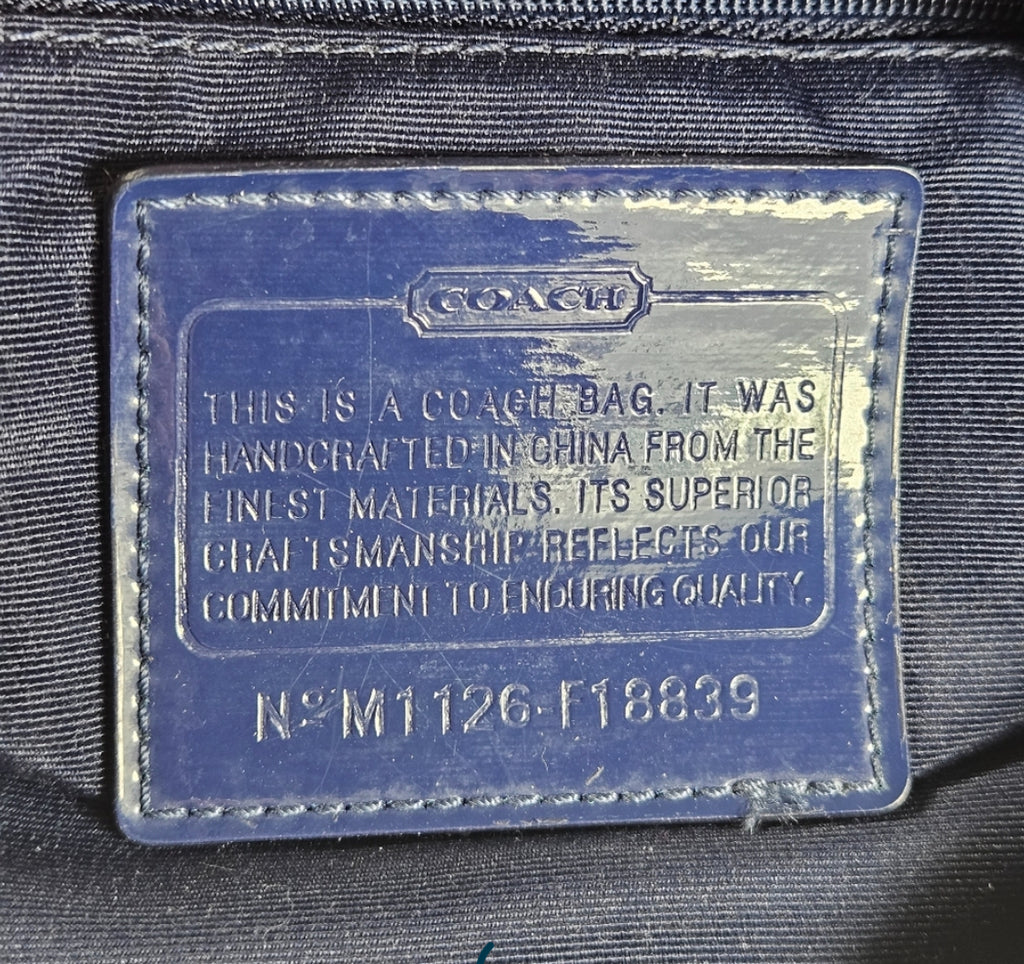 COACH
THIS IS A COACH BAG. IT WAS
HANDCRAFTED IN CHINA FROM THE
FINEST MATERIALS. ITS SUPERIOR
CRAFTSMANSHIP REFLECTS OUR
COMMITMENT TO ENDURING QUALITY.
Nº M1126-F18839